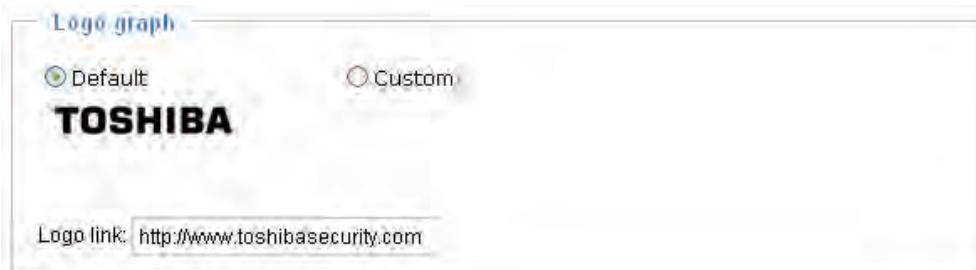 Logo graph
Default Custom
TOSHIBA
Logo link: http://www.toshibasecurity.com